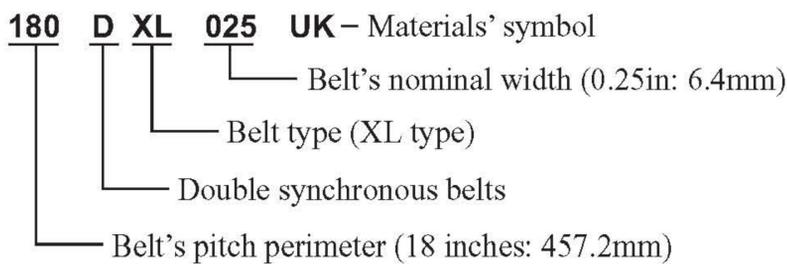 180 D XL 025 UK – Materials’ symbol
Belt’s nominal width (0.25in: 6.4mm)
Belt type (XL type)
Double synchronous belts
Belt’s pitch perimeter (18 inches: 457.2mm)